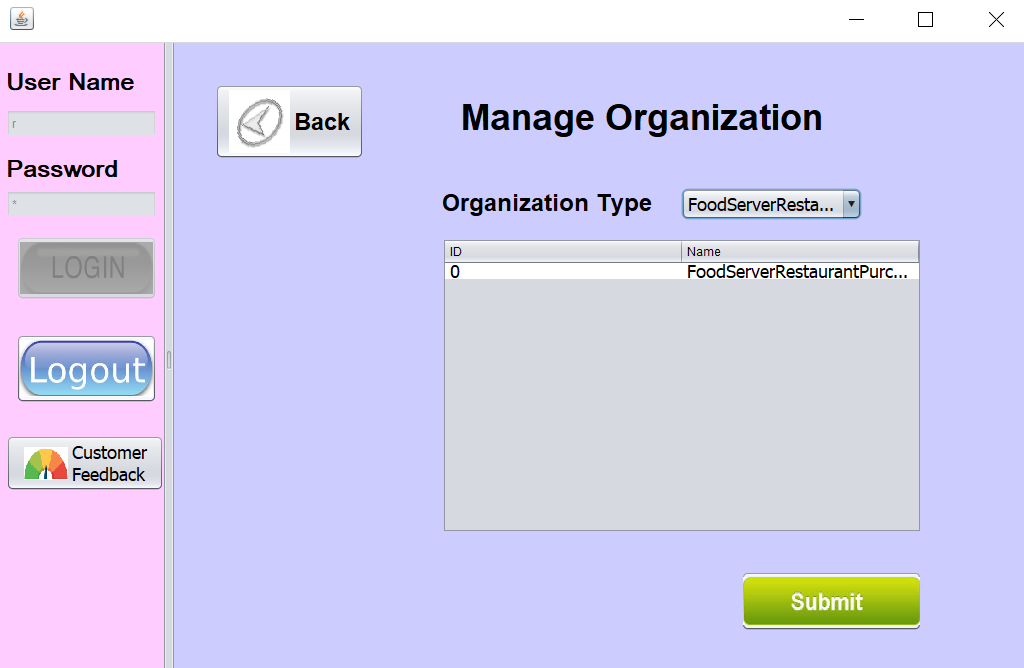 User Name
r
Password
*
LOGIN
Logout
Customer
Feedback
Back
Manage Organization
Organization Type
FoodServerResta...
ID
Name
0
FoodServerRestaurantPurc...
Submit